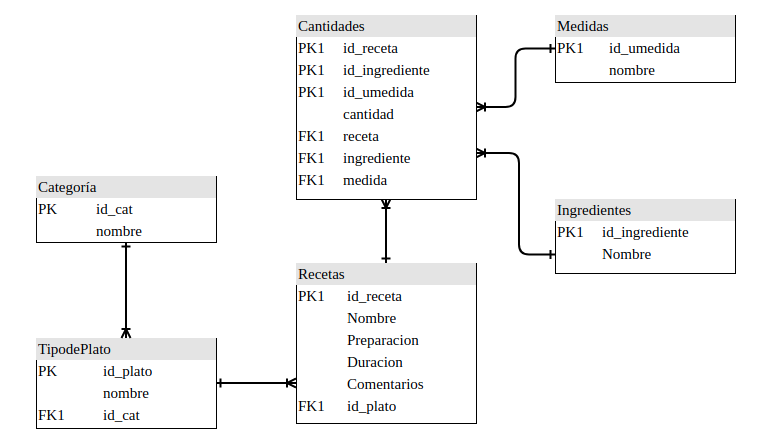 Cantidades
PK1 id_receta
PK1 id_ingrediente
PK1 id_umedida
cantidad
FK1 receta
FK1 ingrediente
FK1 medida
Medidas
PK1 id_umedida
nombre
Categoría
PK id_cat
nombre
Ingredientes
PK1 id_ingrediente
Nombre
Recetas
PK1 id_receta
Nombre
Preparacion
Duracion
Comentarios
FK1 id_plato
TipodePlato
PK id_plato
nombre
FK1 id_cat